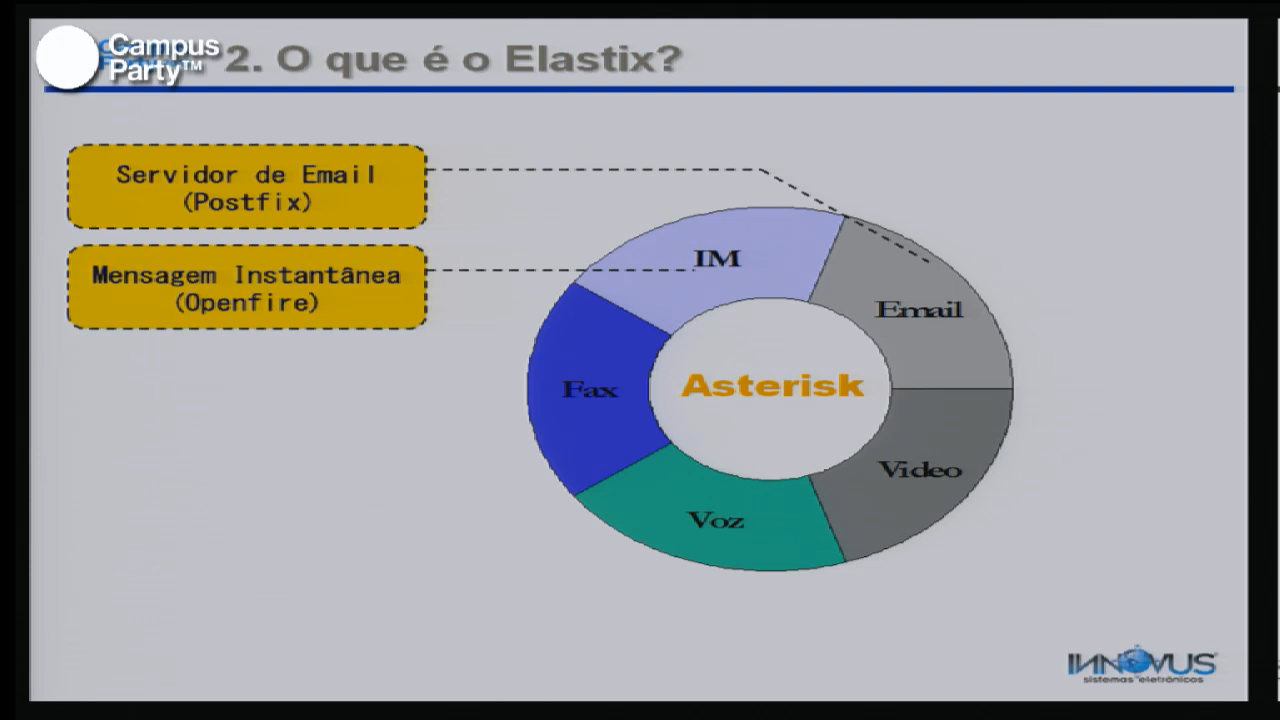 Campus
Party™
2. O que é o Elastix?
Servidor de Email
(Postfix)
Mensagem Instantânea
(Openfire)
IM
Email
Fax
Asterisk
Video
Voz
INNOVUS
sistemas eletrônicos